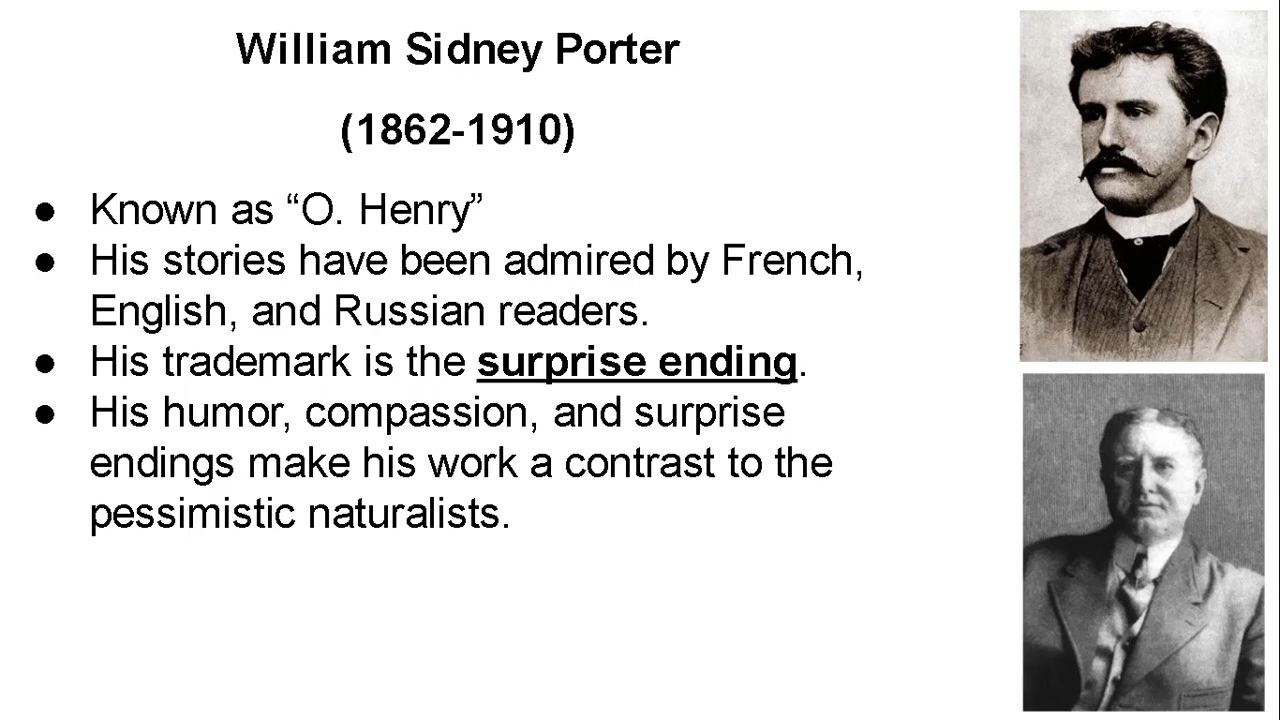 William Sidney Porter
(1862-1910)
● Known as “O. Henry”
● His stories have been admired by French,
English, and Russian readers.
● His trademark is the surprise ending.
● His humor, compassion, and surprise
endings make his work a contrast to the
pessimistic naturalists.